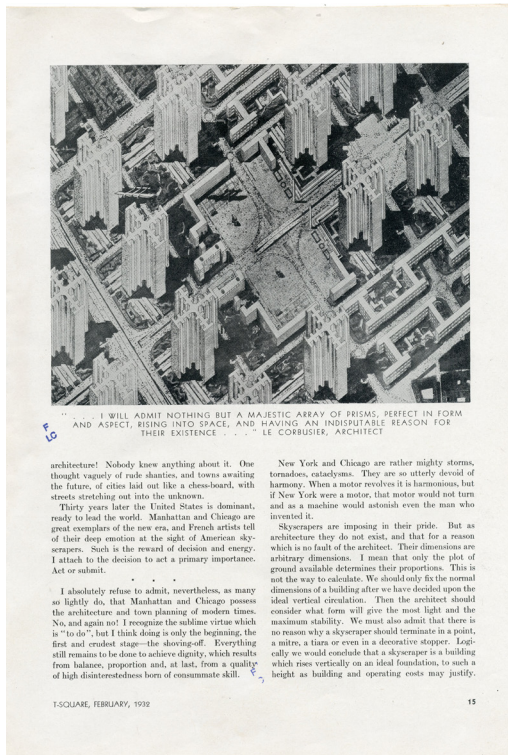 " . . . I WILL ADMIT NOTHING BUT A MAJESTIC ARRAY OF PRISMS, PERFECT IN FORM
AND ASPECT, RISING INTO SPACE, AND HAVING AN INDISPUTABLE REASON FOR
THEIR EXISTENCE . . . " LE CORBUSIER, ARCHITECT
architecture! Nobody knew anything about it. One
thought vaguely of rude shanties, and towns awaiting
the future, of cities laid out like a chess-board, with
streets stretching out into the unknown.
Thirty years later the United States is dominant,
ready to lead the world. Manhattan and Chicago are
great exemplars of the new era, and French artists tell
of their deep emotion at the sight of American sky-
scrapers. Such is the reward of decision and energy.
I attach to the decision to act a primary importance.
Act or submit.
* * *
I absolutely refuse to admit, nevertheless, as many
so lightly do, that Manhattan and Chicago possess
the architecture and town planning of modern times.
No, and again no! I recognize the sublime virtue which
is "to do", but I think doing is only the beginning, the
first and crudest stage—the shoving-off. Everything
still remains to be done to achieve dignity, which results
from balance, proportion and, at last, from a quality
of high disinterestedness born of consummate skill.
New York and Chicago are rather mighty storms,
tornadoes, cataclysms. They are so utterly devoid of
harmony. When a motor revolves it is harmonious, but
if New York were a motor, that motor would not turn
and as a machine would astonish even the man who
invented it.
Skyscrapers are imposing in their pride. But as
architecture they do not exist, and that for a reason
which is no fault of the architect. Their dimensions are
arbitrary dimensions. I mean that only the plot of
ground available determines their proportions. This is
not the way to calculate. We should only fix the normal
dimensions of a building after we have decided upon the
ideal vertical circulation. Then the architect should
consider what form will give the most light and the
maximum stability. We must also admit that there is
no reason why a skyscraper should terminate in a point,
a mitre, a tiara or even in a decorative stopper. Logi-
cally we would conclude that a skyscraper is a building
which rises vertically on an ideal foundation, to such a
height as building and operating costs may justify.
T-SQUARE, FEBRUARY, 1932
15